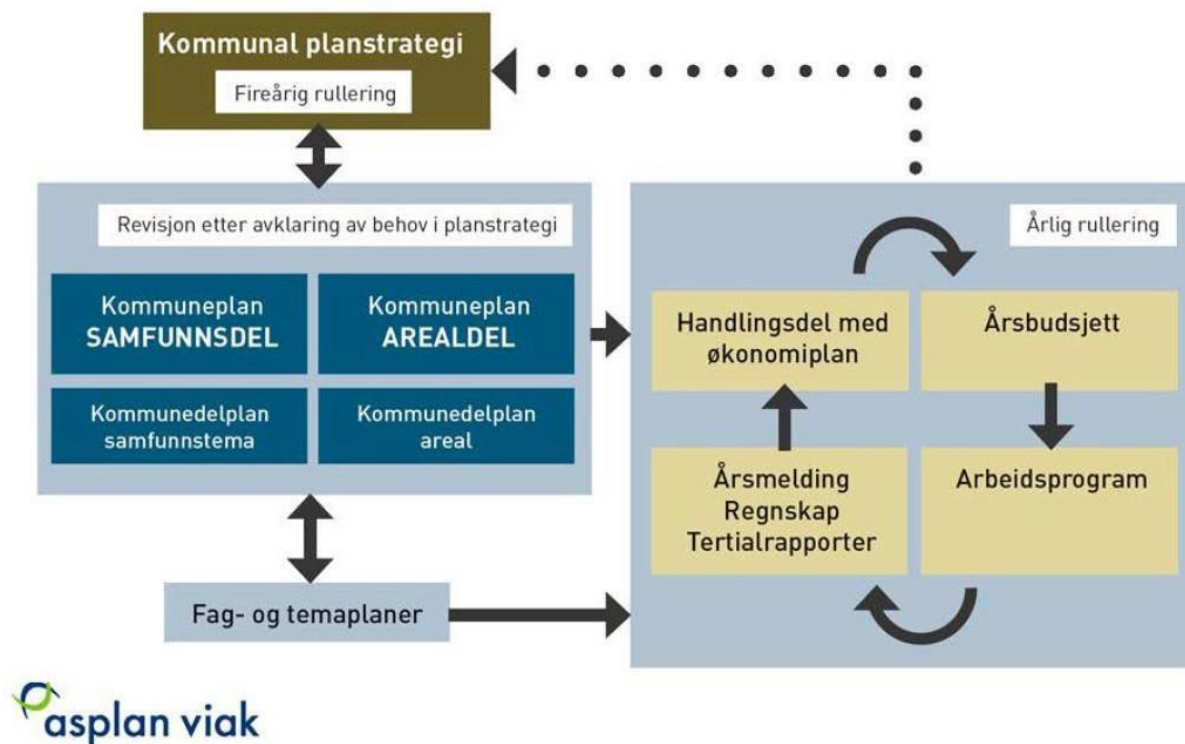 Kommunal planstrategi
Fireårig rullering
Revisjon etter avklaring av behov i planstrategi
Kommuneplan
SAMFUNNSDEL
Kommuneplan
AREALDEL
Kommunedelplan
samfunnstema
Kommunedelplan
areal
Fag- og temaplaner
Årlig rullering
Handlingsdel med
økonomiplan
Årsbudsjett
Årsmelding
Regnskap
Tertialrapporter
Arbeidsprogram
asplan viak